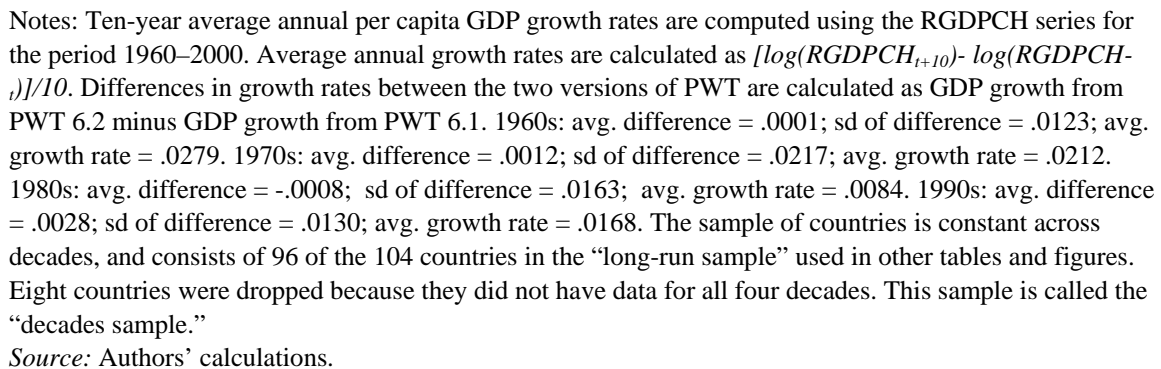 Notes: Ten-year average annual per capita GDP growth rates are computed using the RGDPCH series for
the period 1960–2000. Average annual growth rates are calculated as [log(RGDPCHt+10)- log(RGDPCH-
t)]/10. Differences in growth rates between the two versions of PWT are calculated as GDP growth from
PWT 6.2 minus GDP growth from PWT 6.1. 1960s: avg. difference = .0001; sd of difference = .0123; avg.
growth rate = .0279. 1970s: avg. difference = .0012; sd of difference = .0217; avg. growth rate = .0212.
1980s: avg. difference = -.0008; sd of difference = .0163; avg. growth rate = .0084. 1990s: avg. difference
= .0028; sd of difference = .0130; avg. growth rate = .0168. The sample of countries is constant across
decades, and consists of 96 of the 104 countries in the “long-run sample” used in other tables and figures.
Eight countries were dropped because they did not have data for all four decades. This sample is called the
“decades sample.”
Source: Authors’ calculations.